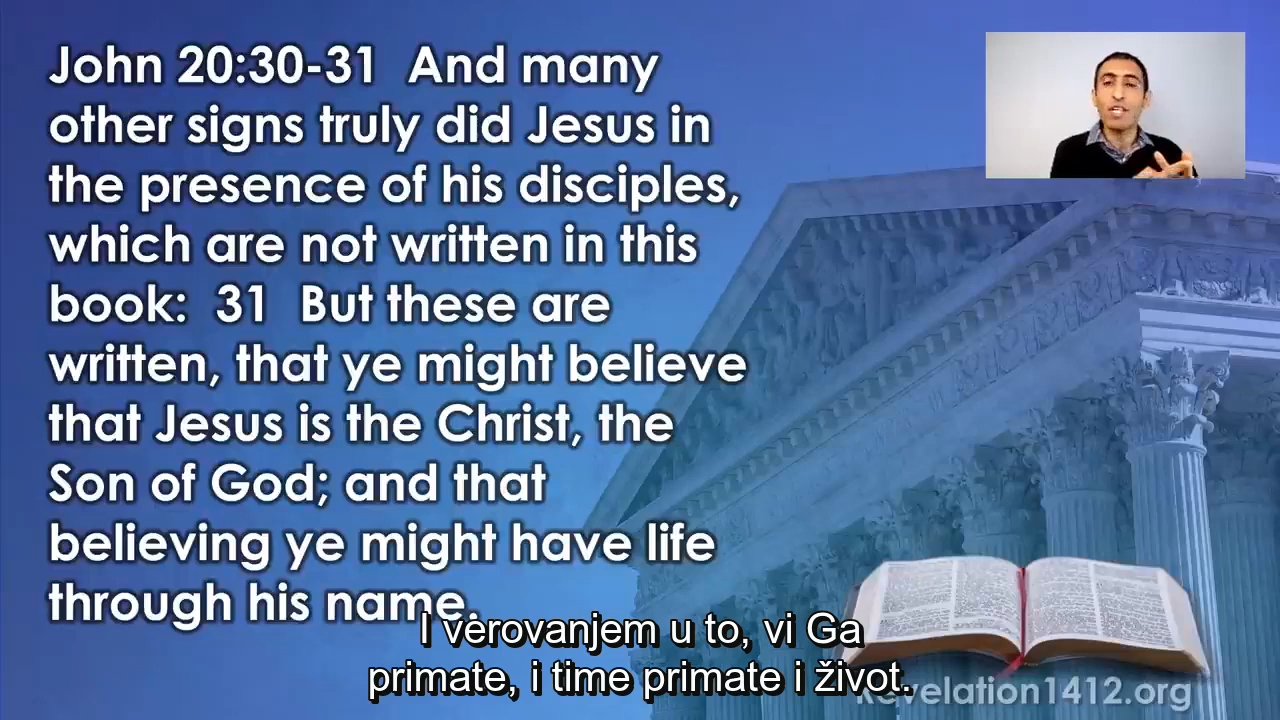 John 20:30-31 And many
other signs truly did Jesus in
the presence of his disciples,
which are not written in this
book: 31 But these are
written, that ye might believe
that Jesus is the Christ, the
Son of God; and that
believing ye might have life
through his name.
I verovanjem u to, vi Ga
primate, i time primate i život.
Revelation1412.org